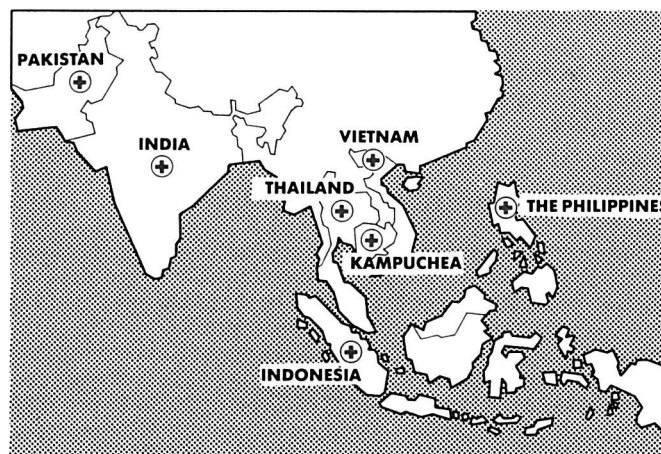 PAKISTAN
INDIA
VIETNAM
THAILAND
THE PHILIPPINES
KAMPUCHEA
INDONESIA